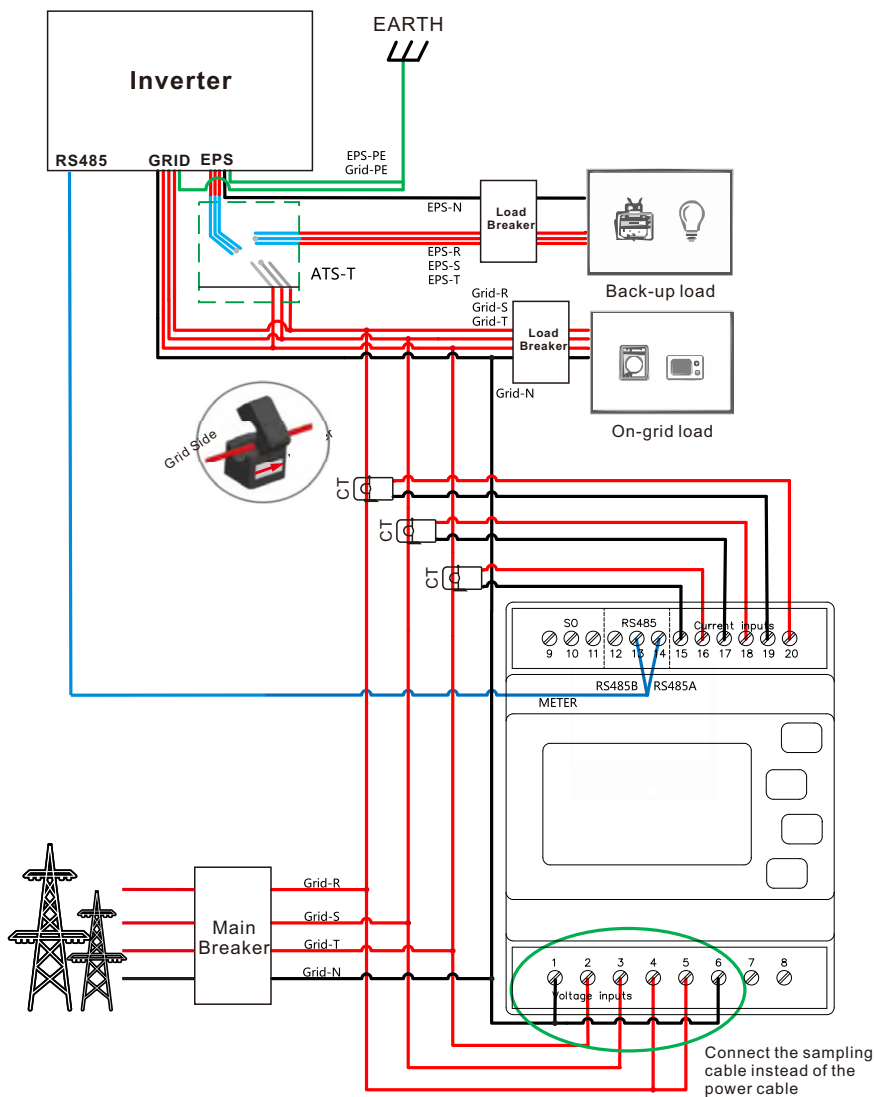 EARTH
Inverter
RS485
GRID
EPS
EPS-PE
Grid-PE
EPS-N
Load
Breaker
EPS-R
EPS-S
EPS-T
ATS-T
Back-up load
Grid-R
Grid-S
Grid-T
Load
Breaker
Grid-N
On-grid load
Grid Side
CT
CT
CT
SO
RS485
Current inputs
9 10 11 12 13 14 15 16 17 18 19 20
RS485B
RS485A
METER
Main
Breaker
Grid-R
Grid-S
Grid-T
Grid-N
1 2 3 4 5 6 7 8
Voltage inputs
Connect the sampling
cable instead of the
power cable